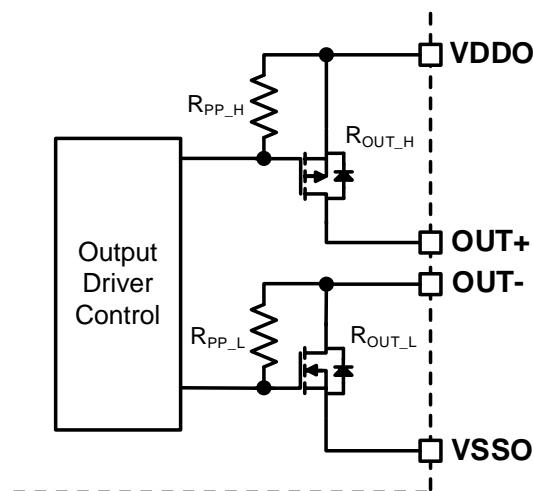 VDDO
R_PP_H
R_OUT_H
OUT+
Output
Driver
Control
OUT-
R_PP_L
R_OUT_L
VSSO